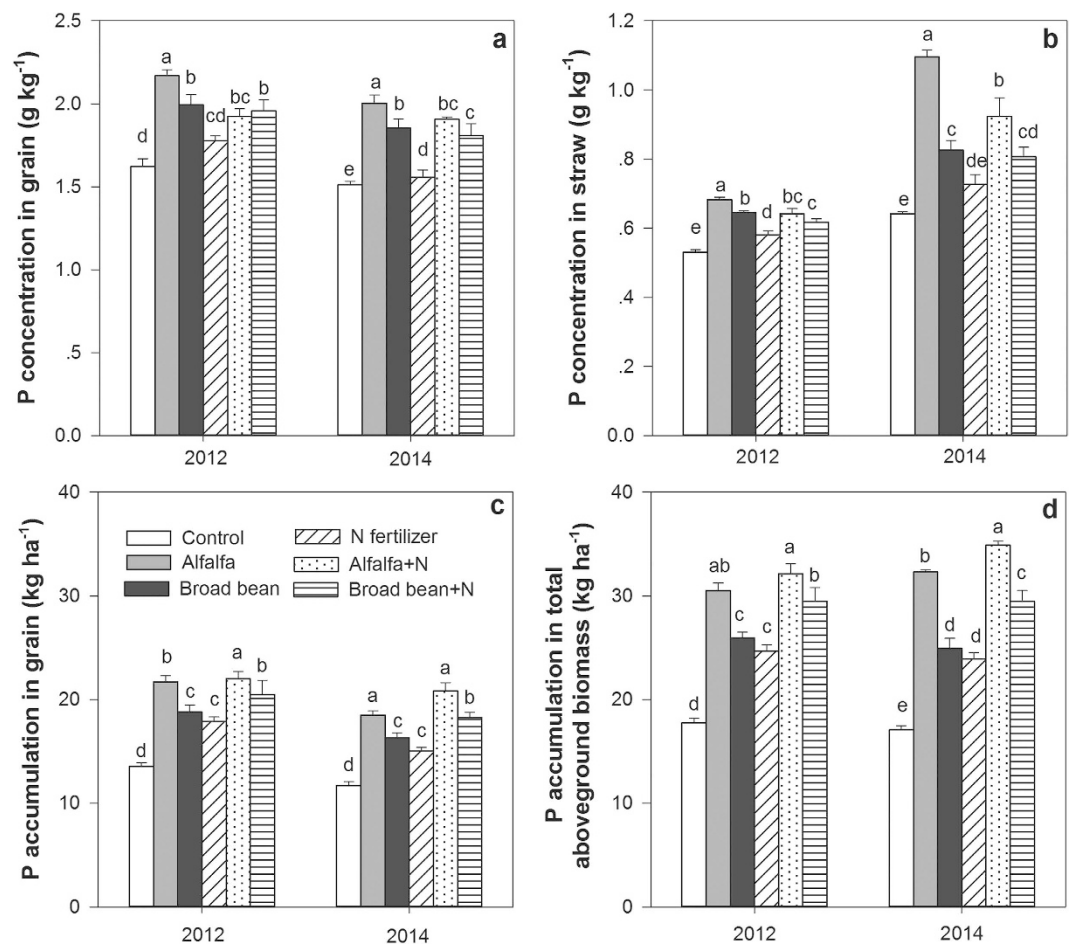 P concentration in grain (g kg⁻¹)
2.5
2.0
1.5
1.0
.5
0.0
a
d a b cd bc b
e a b d bc c
2012 2014
P concentration in straw (g kg⁻¹)
1.2
1.0
.8
.6
.4
.2
0.0
b
e a b d bc c
e a c de b cd
2012 2014
P accumulation in grain (kg ha⁻¹)
40
30
20
10
0
c
Control N fertilizer
Alfalfa Alfalfa+N
Broad bean Broad bean+N
d b c c a b
d a c c a b
2012 2014
P accumulation in total
aboveground biomass (kg ha⁻¹)
40
30
20
10
0
d
d ab c c a b
e b d d a c
2012 2014